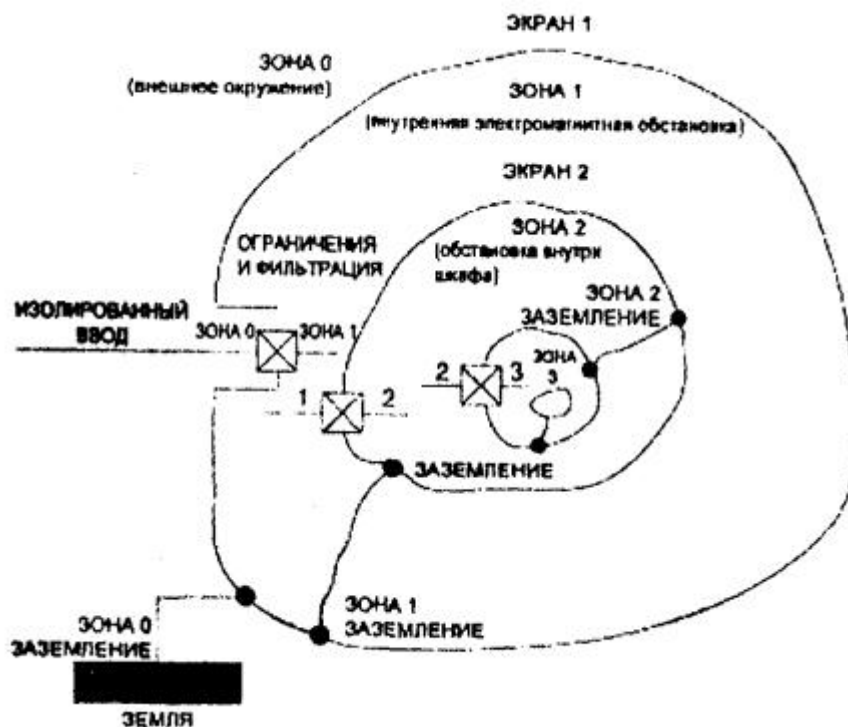 ЭКРАН 1
ЗОНА 0
(внешнее окружение)
ЗОНА 1
(внутренняя электромагнитная обстановка)
ЭКРАН 2
ЗОНА 2
(обстановка внутри
шкафа)
ОГРАНИЧЕНИЯ
И ФИЛЬТРАЦИЯ
ЗОНА 2
ЗАЗЕМЛЕНИЕ
ИЗОЛИРОВАННЫЙ
ВВОД
ЗОНА 0
ЗОНА 1
ЗОНА
3
2
3
1
2
ЗАЗЕМЛЕНИЕ
ЗОНА 1
ЗАЗЕМЛЕНИЕ
ЗОНА 0
ЗАЗЕМЛЕНИЕ
ЗЕМЛЯ